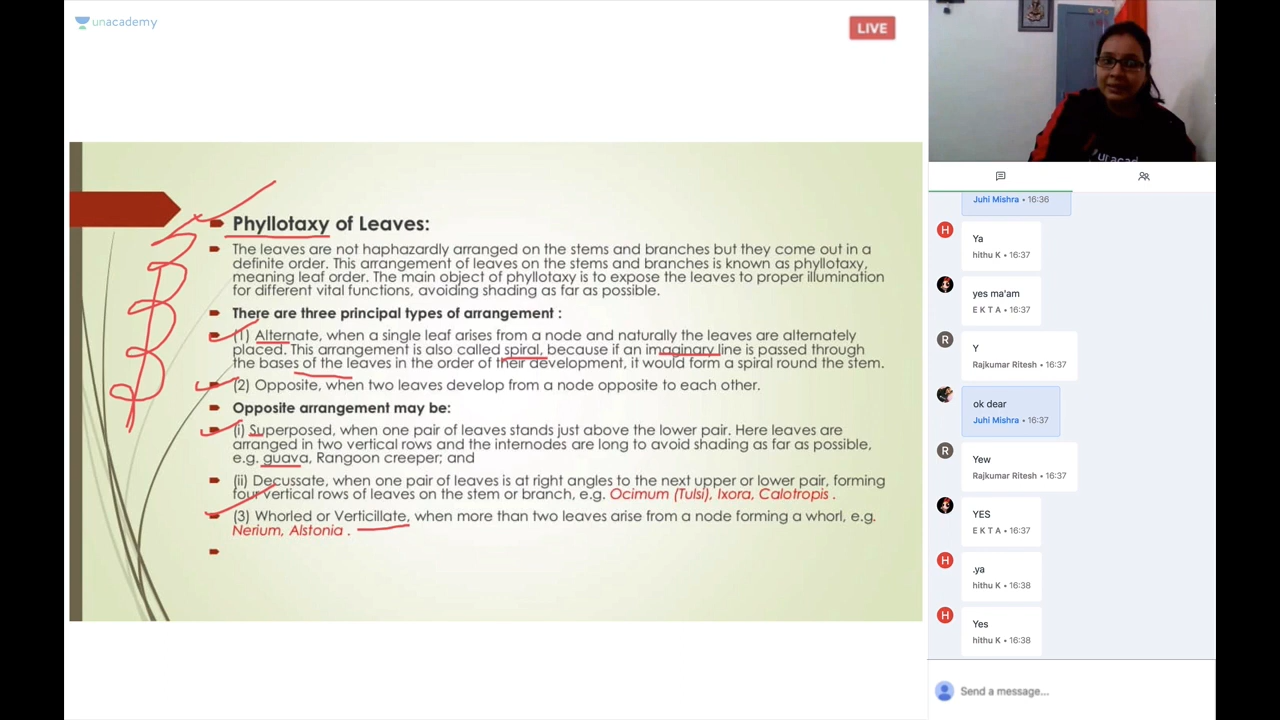 unacademy
LIVE
Phyllotaxy of Leaves:
The leaves are not haphazardly arranged on the stems and branches but they come out in a
definite order. This arrangement of leaves on the stems and branches is known as phyllotaxy,
meaning leaf order. The main object of phyllotaxy is to expose the leaves to proper illumination
for different vital functions, avoiding shading as far as possible.
There are three principal types of arrangement :
(1) Alternate, when a single leaf arises from a node and naturally the leaves are alternately
placed. This arrangement is also called spiral, because if an imaginary line is passed through
the bases of the leaves in the order of their development, it would form a spiral round the stem.
(2) Opposite, when two leaves develop from a node opposite to each other.
Opposite arrangement may be:
(i) Superposed, when one pair of leaves stands just above the lower pair. Here leaves are
arranged in two vertical rows and the internodes are long to avoid shading as far as possible,
e.g. guava, Rangoon creeper; and
(ii) Decussate, when one pair of leaves is at right angles to the next upper or lower pair, forming
four vertical rows of leaves on the stem or branch, e.g. Ocimum (Tulsi), Ixora, Calotropis .
(3) Whorled or Verticillate, when more than two leaves arise from a node forming a whorl, e.g.
Nerium, Alstonia .
unacad
Juhi Mishra • 16:36
H
Ya
hithu K • 16:37
yes ma'am
E K T A • 16:37
R
Y
Rajkumar Ritesh • 16:37
ok dear
Juhi Mishra • 16:37
R
Yew
Rajkumar Ritesh • 16:37
YES
E K T A • 16:37
H
.ya
hithu K • 16:38
H
Yes
hithu K • 16:38
Send a message...